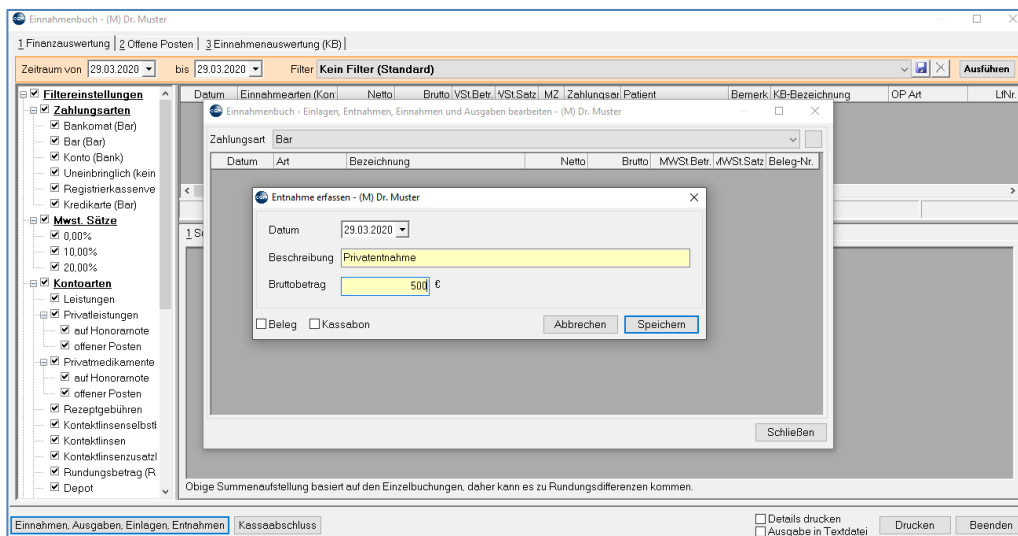 Einnahmenbuch - (M) Dr. Muster
1 Finanzauswertung 2 Offene Posten 3 Einnahmenauswertung (KB)
Zeitraum von 29.03.2020 bis 29.03.2020 Filter Kein Filter (Standard) Ausführen
Filtereinstellungen
Zahlungsarten
Bankomat (Bar)
Bar (Bar)
Konto (Bank)
Uneinbringlich (kein
Registrierkassenve
Kredikarte (Bar)
Mwst. Sätze
0,00%
10,00%
20,00%
Kontoarten
Leistungen
Privatleistungen
auf Honorarnote
offener Posten
Privatmedikamente
auf Honorarnote
offener Posten
Rezeptgebühren
Kontaktlinsenselbstl
Kontaktlinsen
Kontaktlinsenzusatzl
Rundungsbetrag (R
Depot
Datum Einnahmearten (Kon Netto Brutto VSt.Betr. VSt.Satz MZ Zahlungsar Patient Bemerk KB-Bezeichnung OP Art LfNr.
1 S
Einnahmenbuch - Einlagen, Entnahmen, Einnahmen und Ausgaben bearbeiten - (M) Dr. Muster
Zahlungsart Bar
Datum Art Bezeichnung Netto Brutto MWSt.Betr. MWSt.Satz Beleg-Nr.
cgm Entnahme erfassen - (M) Dr. Muster
Datum 29.03.2020
Beschreibung Privatentnahme
Bruttobetrag 500 €
Beleg Kassabon Abbrechen Speichern
Schließen
Obige Summenaufstellung basiert auf den Einzelbuchungen, daher kann es zu Rundungsdifferenzen kommen.
Einnahmen, Ausgaben, Einlagen, Entnahmen Kassaabschluss
Details drucken
Ausgabe in Textdatei
Drucken Beenden